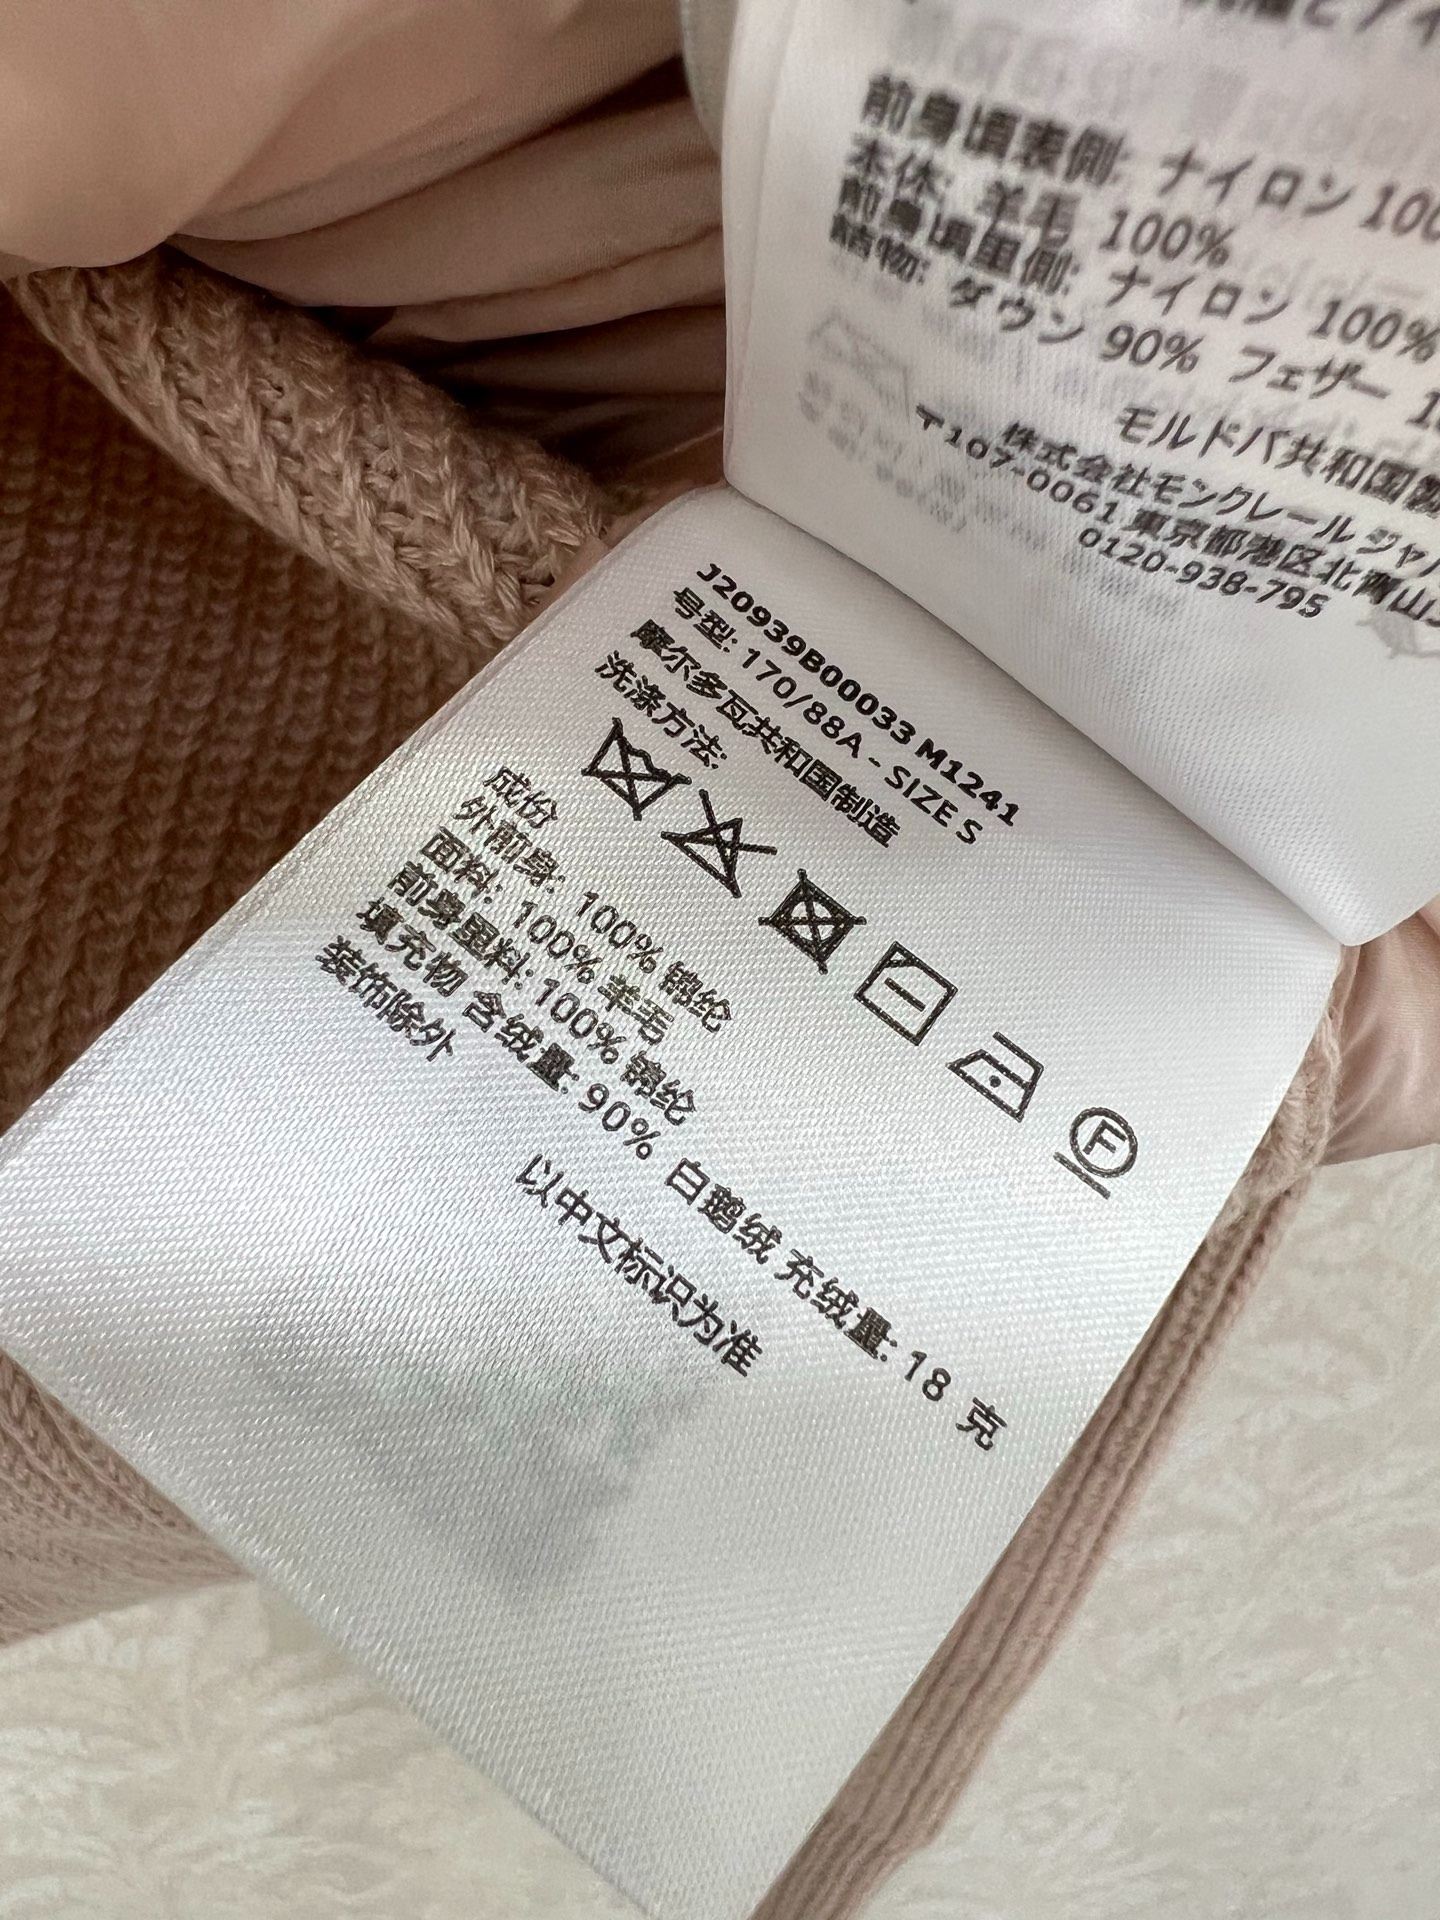 前身頃表側: ナイロン 100
本体: 羊毛 100%
前身頃里側: ナイロン 100%
詰物: ダウン 90% フェザー 1
モルドバ共和国製
株式会社モンクレール ジャパ
〒107-0061 東京都港区北青山
0120-938-795
J20939B00033 M1241
号型: 170/88A - SIZE S
摩尔多瓦共和国制造
洗涤方法:
F
成份
外前身: 100% 锦纶
面料: 100% 羊毛
前身里料: 100% 锦纶
填充物 含绒量: 90% 白鹅绒 充绒量: 18 克
装饰除外
以中文标识为准